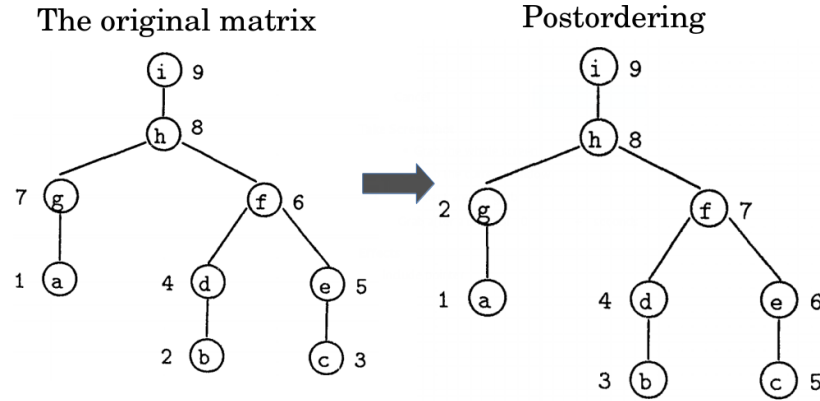 The original matrix
Postordering
i 9
h 8
7 g
f 6
1 a
4 d
e 5
2 b
c 3
i 9
h 8
2 g
f 7
1 a
4 d
e 6
3 b
c 5